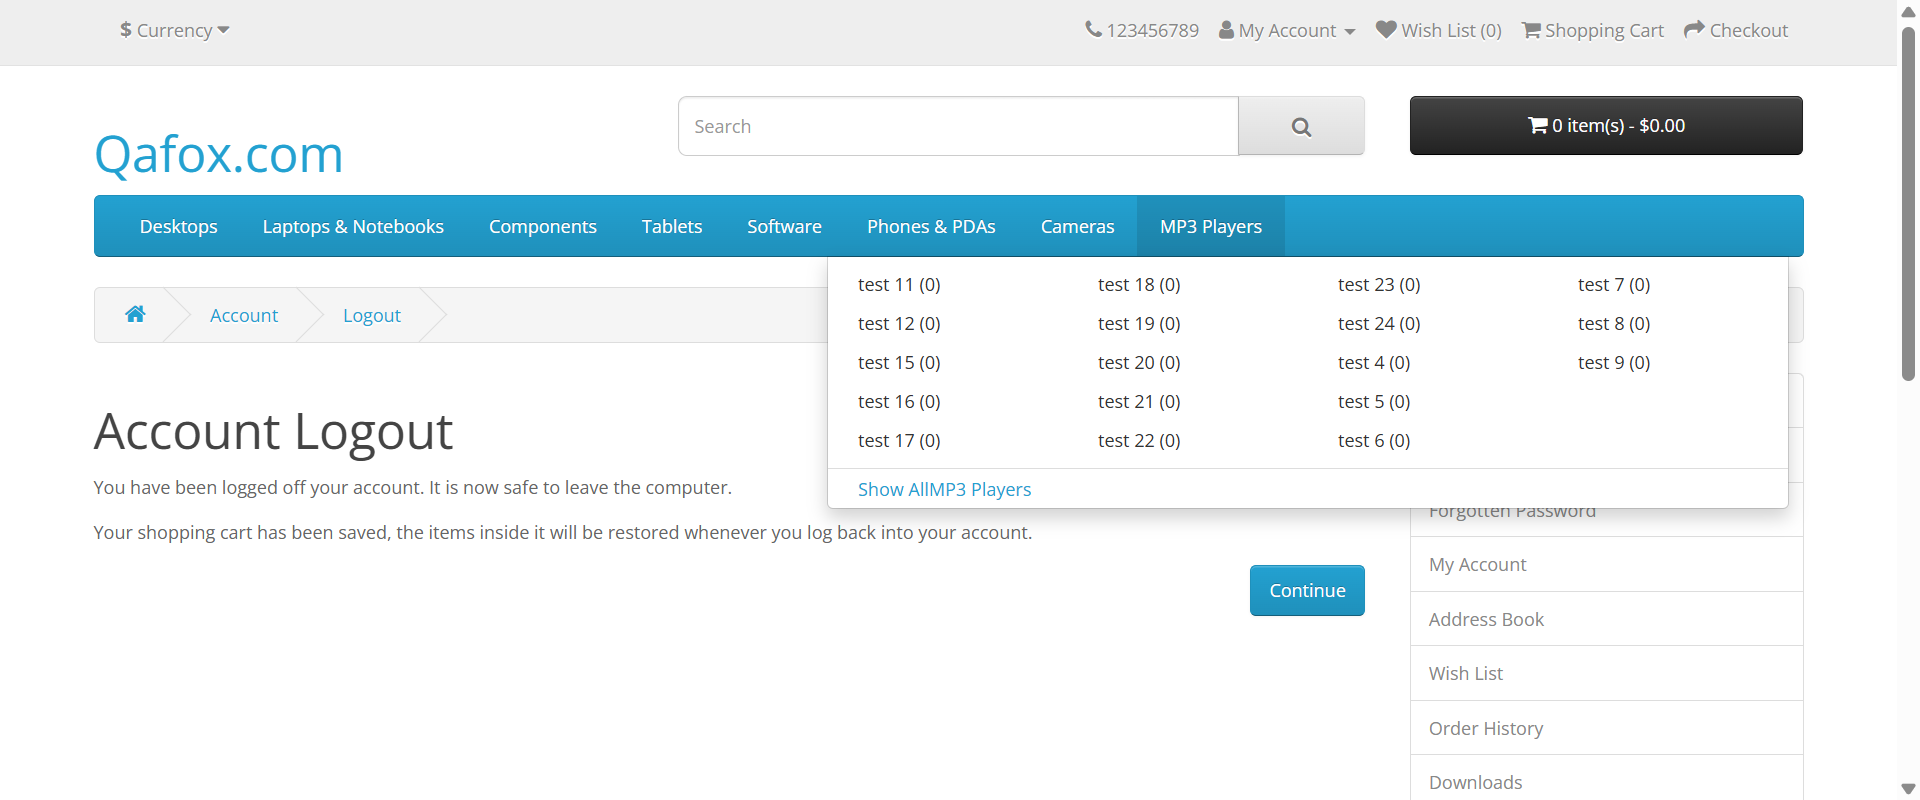 $ Currency
123456789 My Account Wish List (0) Shopping Cart Checkout
Qafox.com
Search
0 item(s) - $0.00
Desktops Laptops & Notebooks Components Tablets Software Phones & PDAs Cameras MP3 Players
test 11 (0) test 18 (0) test 23 (0) test 7 (0)
test 12 (0) test 19 (0) test 24 (0) test 8 (0)
test 15 (0) test 20 (0) test 4 (0) test 9 (0)
test 16 (0) test 21 (0) test 5 (0)
test 17 (0) test 22 (0) test 6 (0)
Show AllMP3 Players
Account Logout
Account Logout
You have been logged off your account. It is now safe to leave the computer.
Your shopping cart has been saved, the items inside it will be restored whenever you log back into your account.
Continue
Forgotten Password
My Account
Address Book
Wish List
Order History
Downloads